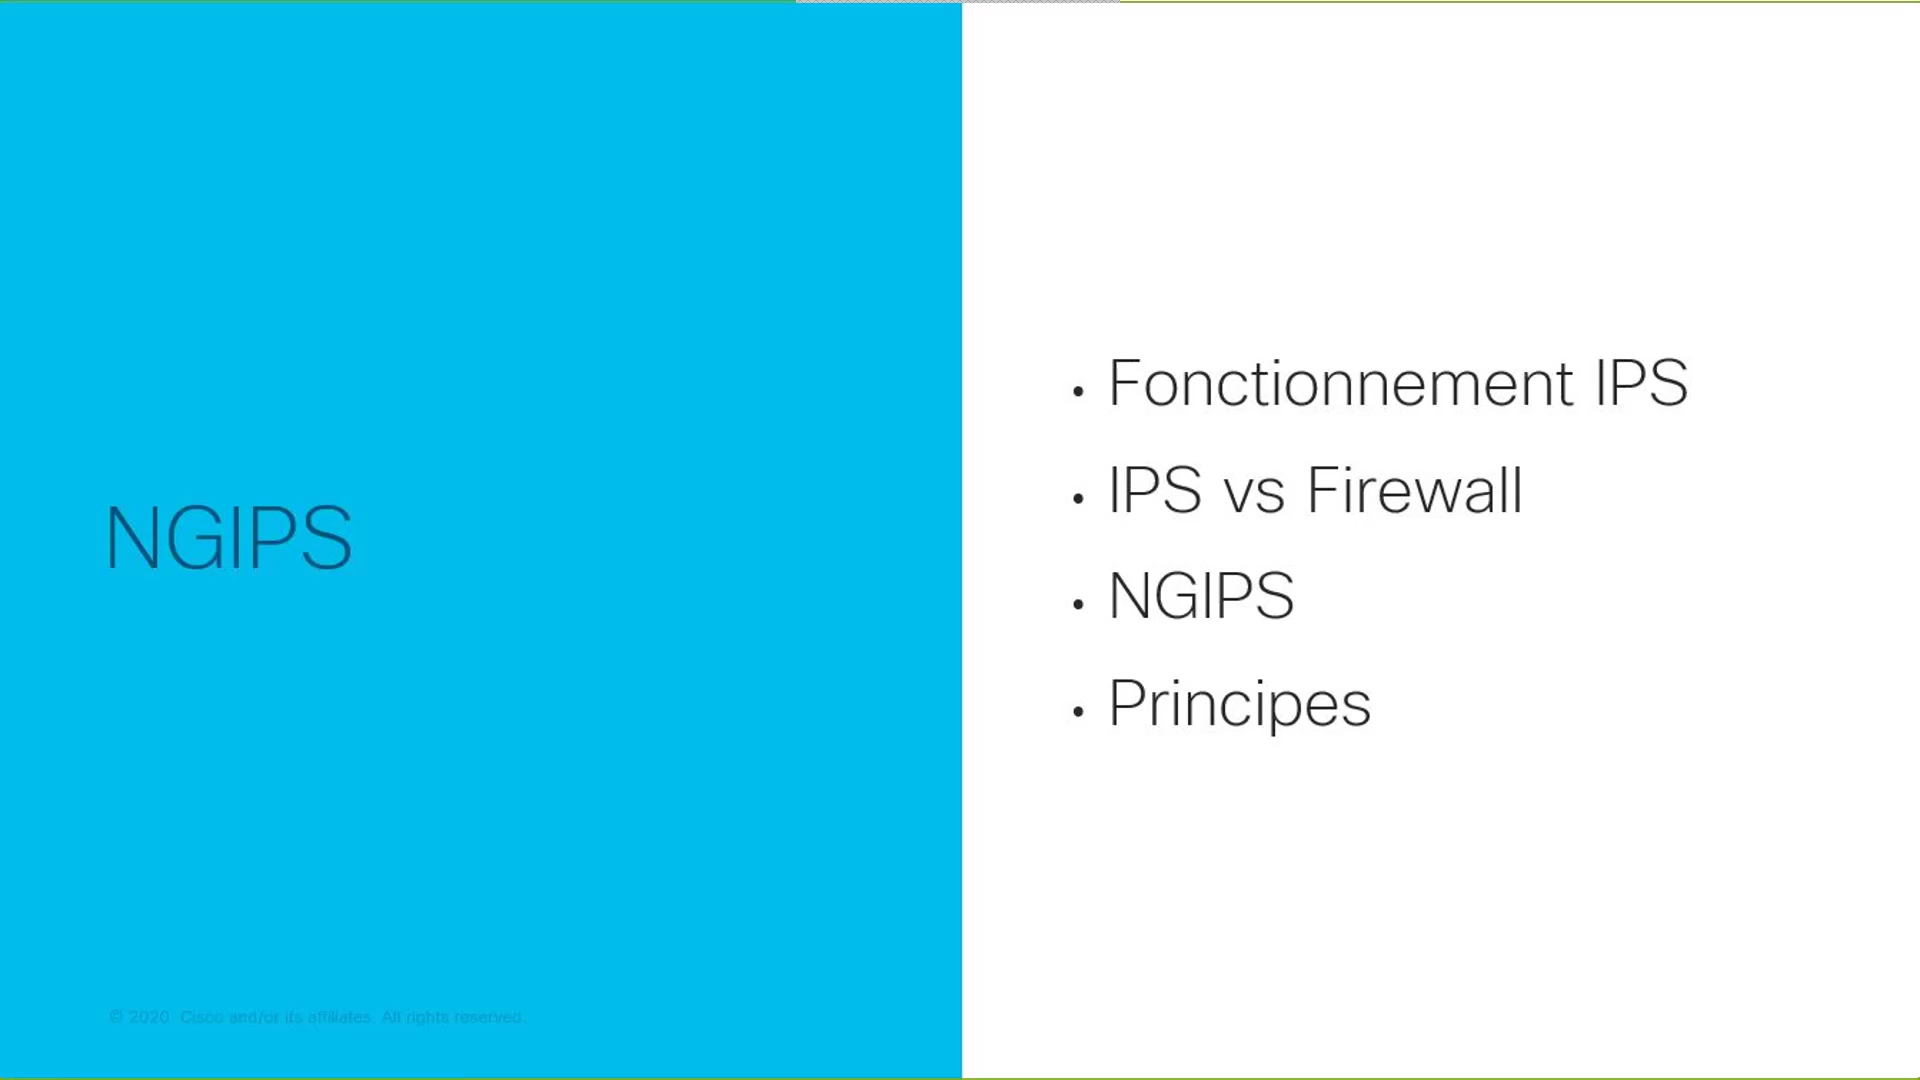 NGIPS
• Fonctionnement IPS
• IPS vs Firewall
• NGIPS
• Principes
© 2020 Cisco and/or its affiliates. All rights reserved.